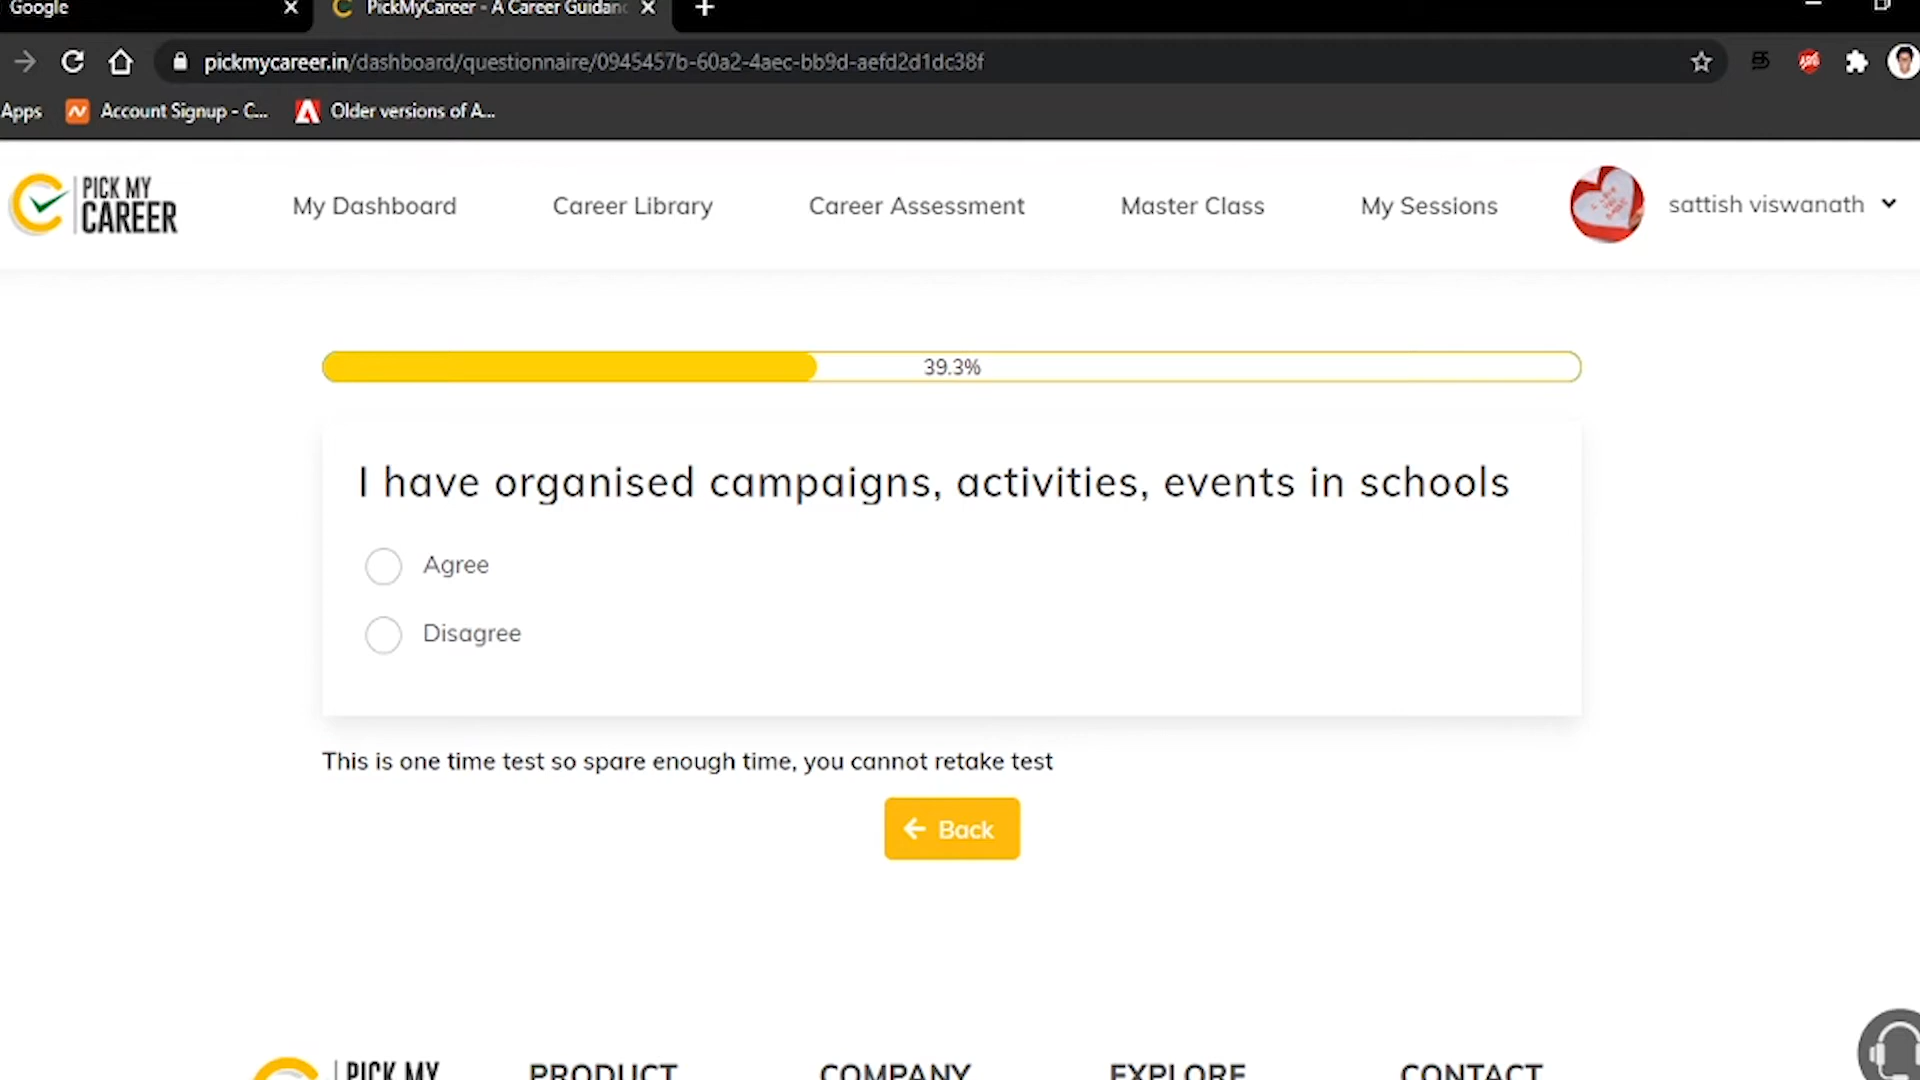 Google
PickMyCareer - A Career Guidanc
pickmycareer.in/dashboard/questionnaire/0945457b-60a2-4aec-bb9d-aefd2d1dc38f
Apps
Account Signup - C...
Older versions of A...
PICK MY
CAREER
My Dashboard
Career Library
Career Assessment
Master Class
My Sessions
sattish viswanath
39.3%
I have organised campaigns, activities, events in schools
Agree
Disagree
This is one time test so spare enough time, you cannot retake test
Back
PICK MY
PRODUCT
COMPANY
EXPLORE
CONTACT